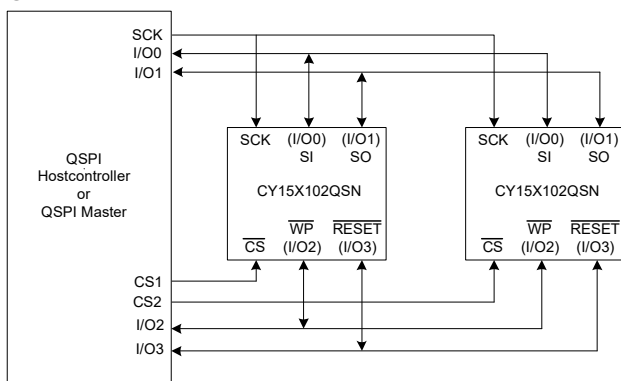 SCK
I/O0
I/O1
QSPI
Hostcontroller
or
QSPI Master
CS1
CS2
I/O2
I/O3
SCK (I/O0) (I/O1)
SI SO
CY15X102QSN
WP RESET
CS (I/O2) (I/O3)
SCK (I/O0) (I/O1)
SI SO
CY15X102QSN
WP RESET
CS (I/O2) (I/O3)